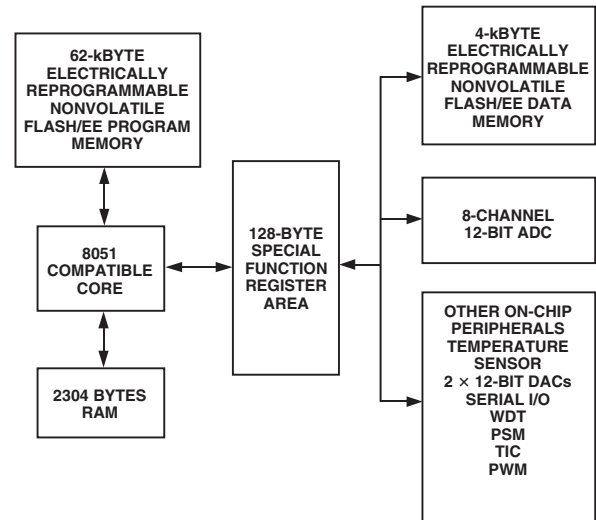 62-kBYTE
ELECTRICALLY
REPROGRAMMABLE
NONVOLATILE
FLASH/EE PROGRAM
MEMORY
8051
COMPATIBLE
CORE
2304 BYTES
RAM
128-BYTE
SPECIAL
FUNCTION
REGISTER
AREA
4-kBYTE
ELECTRICALLY
REPROGRAMMABLE
NONVOLATILE
FLASH/EE DATA
MEMORY
8-CHANNEL
12-BIT ADC
OTHER ON-CHIP
PERIPHERALS
TEMPERATURE
SENSOR
2 × 12-BIT DACs
SERIAL I/O
WDT
PSM
TIC
PWM